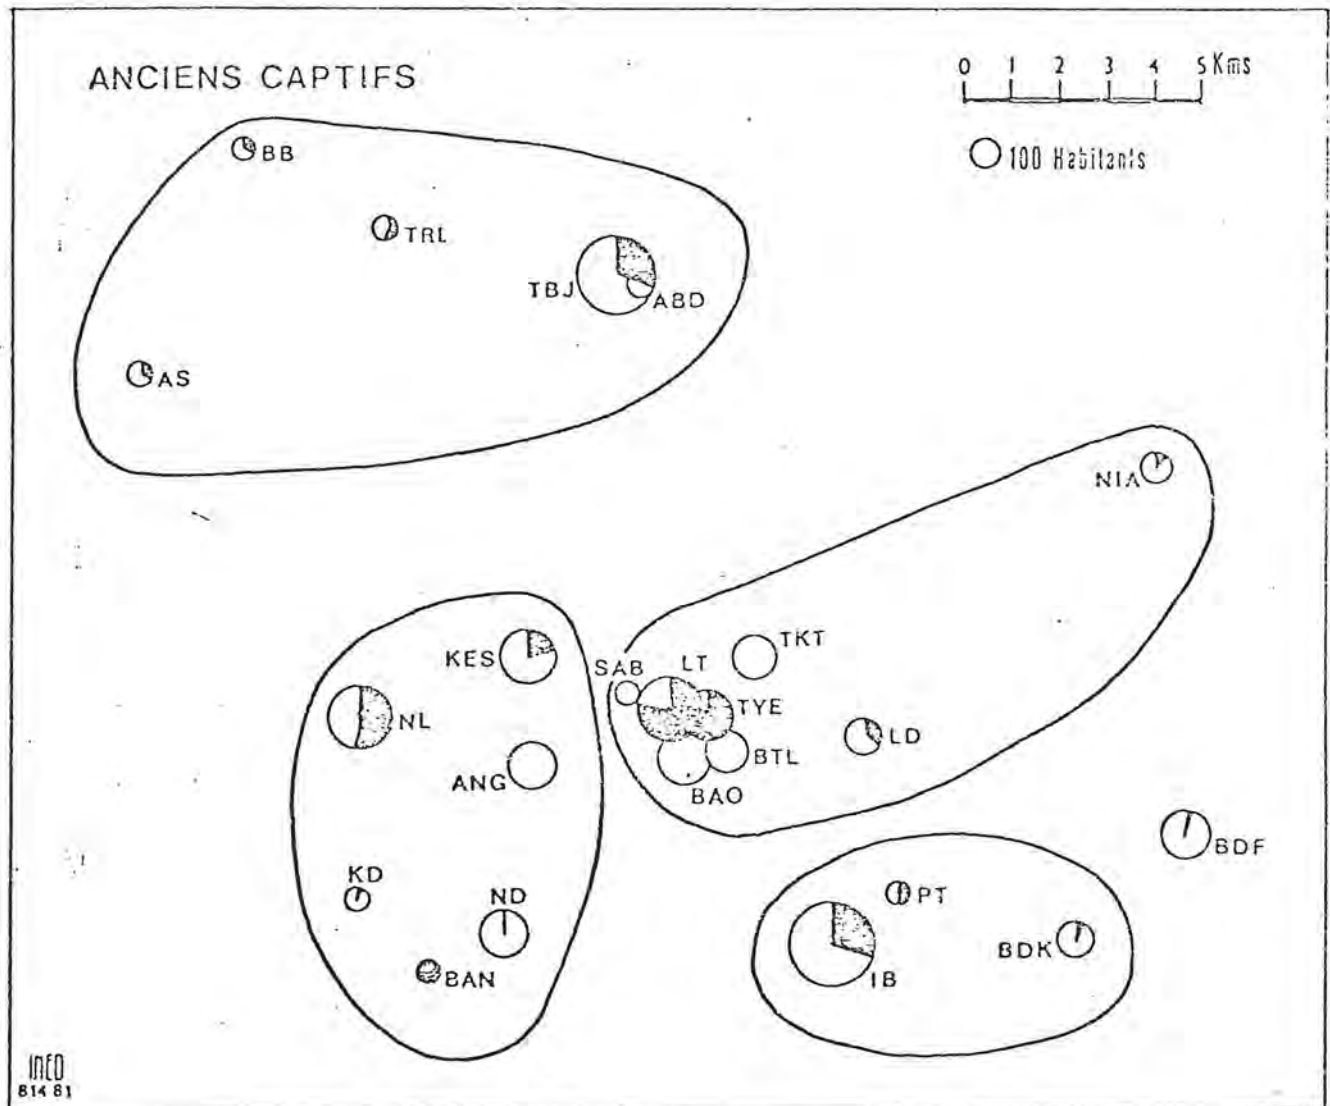 ANCIENS CAPTIFS
0 1 2 3 4 5 Kms
100 Habitants
BB
TRL
TBJ
ABD
AS
NIA
KES
SAB
LT
TKT
NL
TYE
LD
ANG
BTL
BAO
BDF
KD
ND
PT
BDK
BAN
IB
INED
814 81